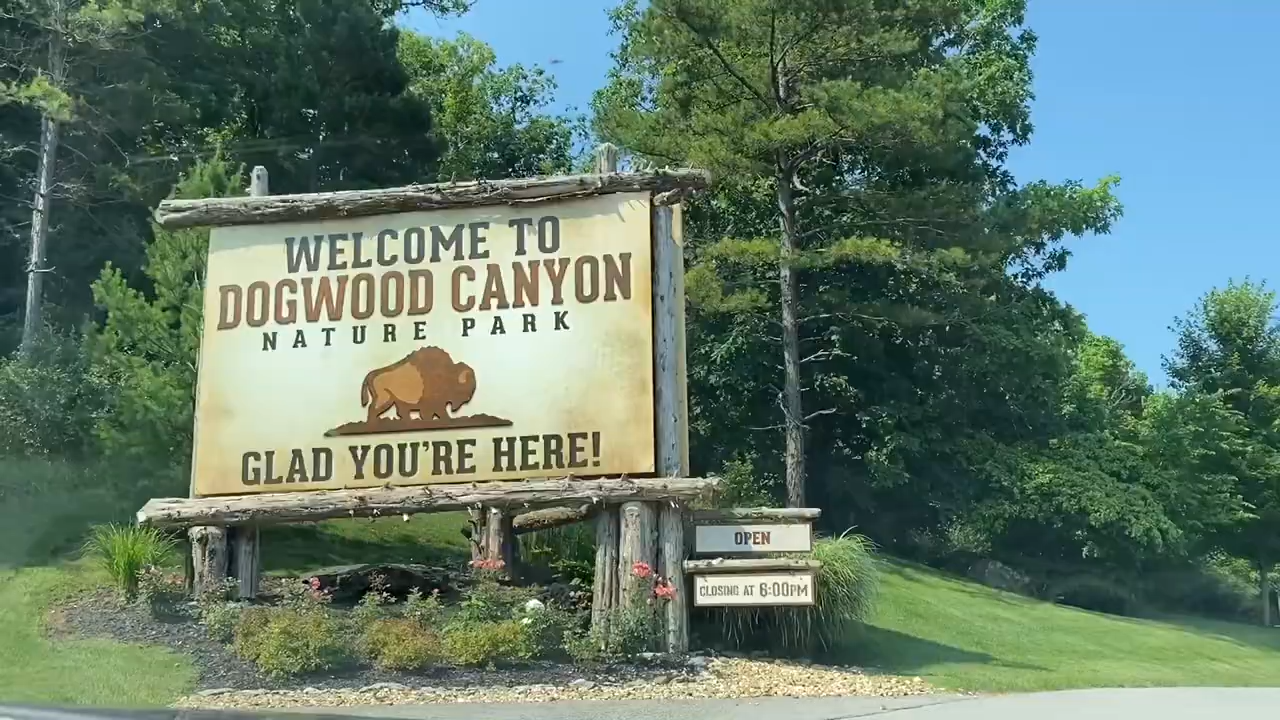 WELCOME TO
DOGWOOD CANYON
NATURE PARK
GLAD YOU'RE HERE!
OPEN
CLOSING AT 6:00PM